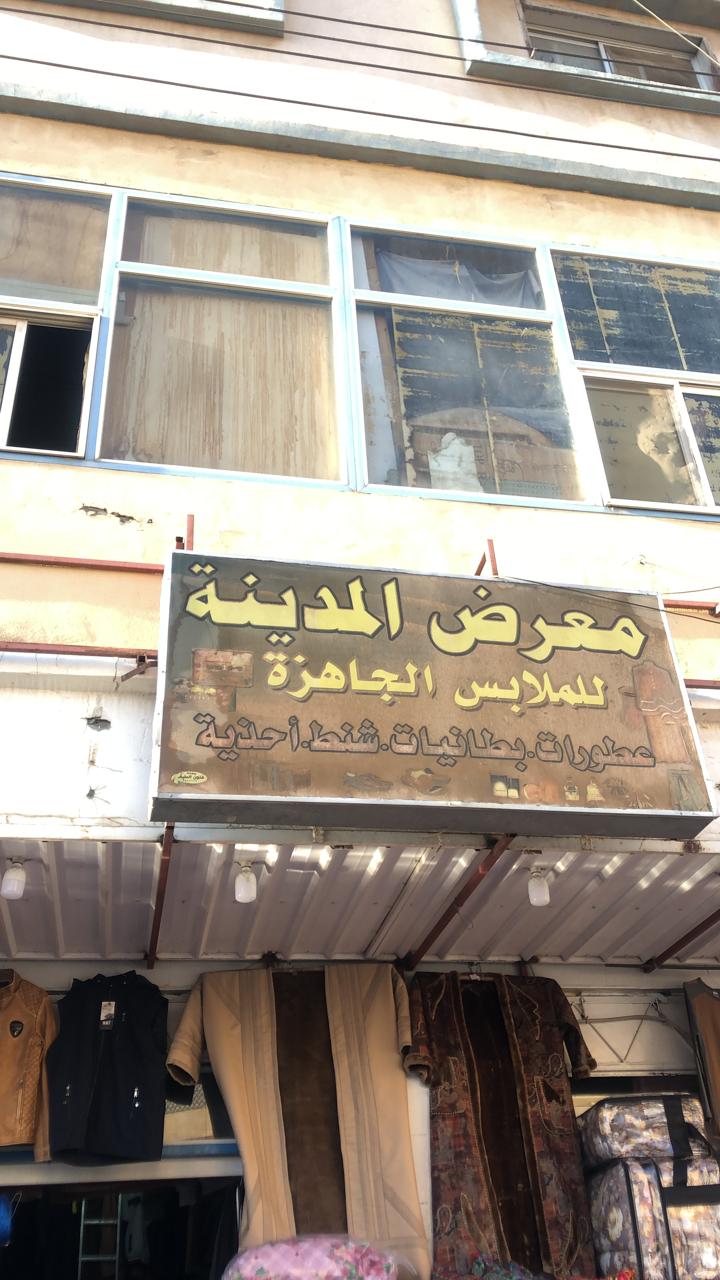 معرض المدينة
للملابس الجاهزة
عطورات.بطانيات.شنط.أحذية